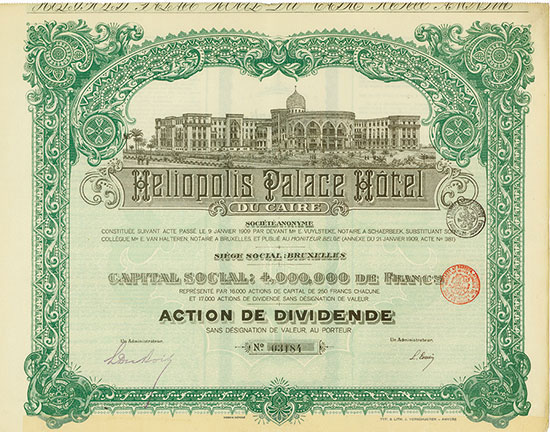 Heliopolis Palace Hôtel
DU CAIRE
SOCIÉTÉ ANONYME
CONSTITUÉE SUIVANT ACTE PASSÉ LE 9 JANVIER 1909 PAR DEVANT Me E. VUYLSTEKE, NOTAIRE A SCHAERBEEK, SUBSTITUANT SON
COLLÈGUE Me E. VAN HALTEREN, NOTAIRE A BRUXELLES, ET PUBLIÉ AU MONITEUR BELGE (ANNEXE DU 21 JANVIER 1909, ACTE No 381)
SIÈGE SOCIAL: BRUXELLES
CAPITAL SOCIAL: 4,000,000 DE FRANCS
REPRÉSENTÉ PAR 16.000 ACTIONS DE CAPITAL DE 250 FRANCS CHACUNE
ET 17.000 ACTIONS DE DIVIDENDE SANS DÉSIGNATION DE VALEUR
ACTION DE DIVIDENDE
SANS DÉSIGNATION DE VALEUR, AU PORTEUR
No 03184
Un Administrateur, Un Administrateur,